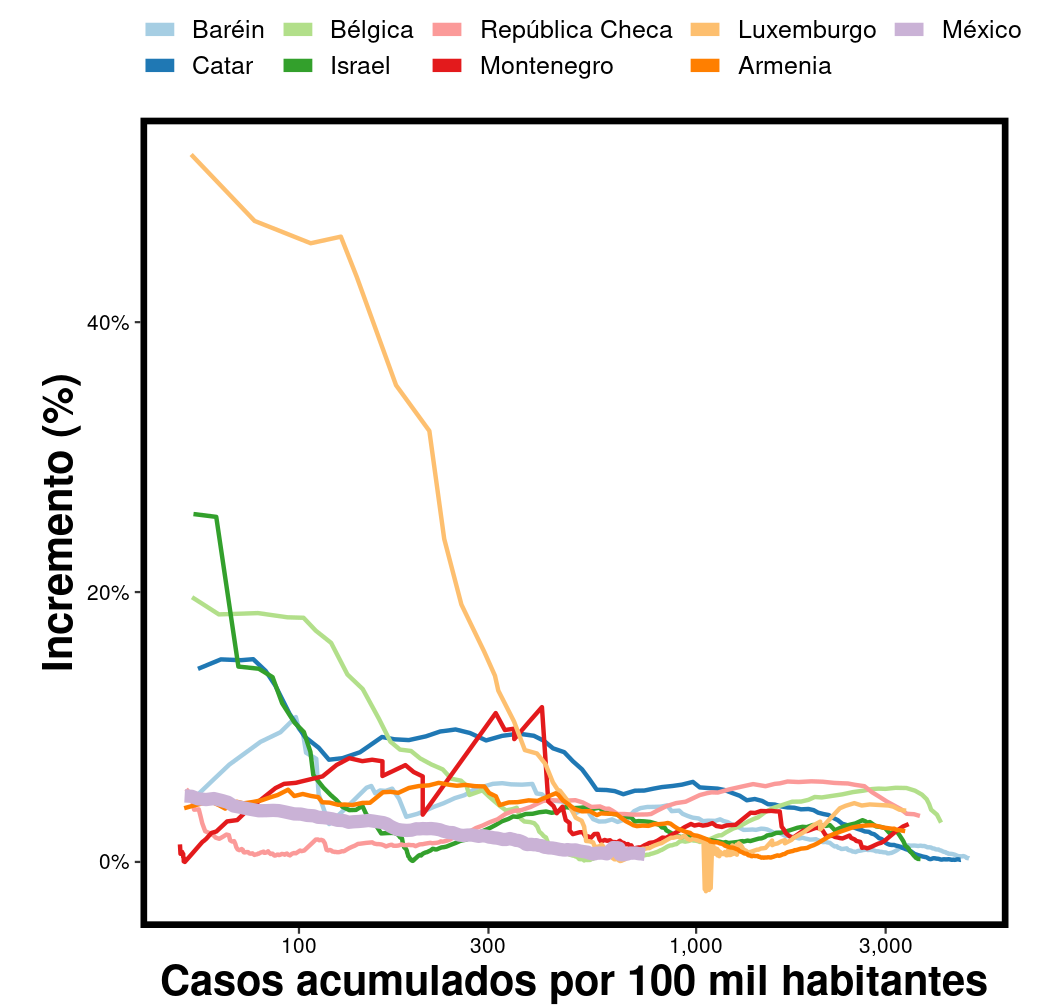 Baréin Bélgica República Checa Luxemburgo México
Catar Israel Montenegro Armenia
40%
20%
0%
Incremento (%)
100 300 1,000 3,000
Casos acumulados por 100 mil habitantes